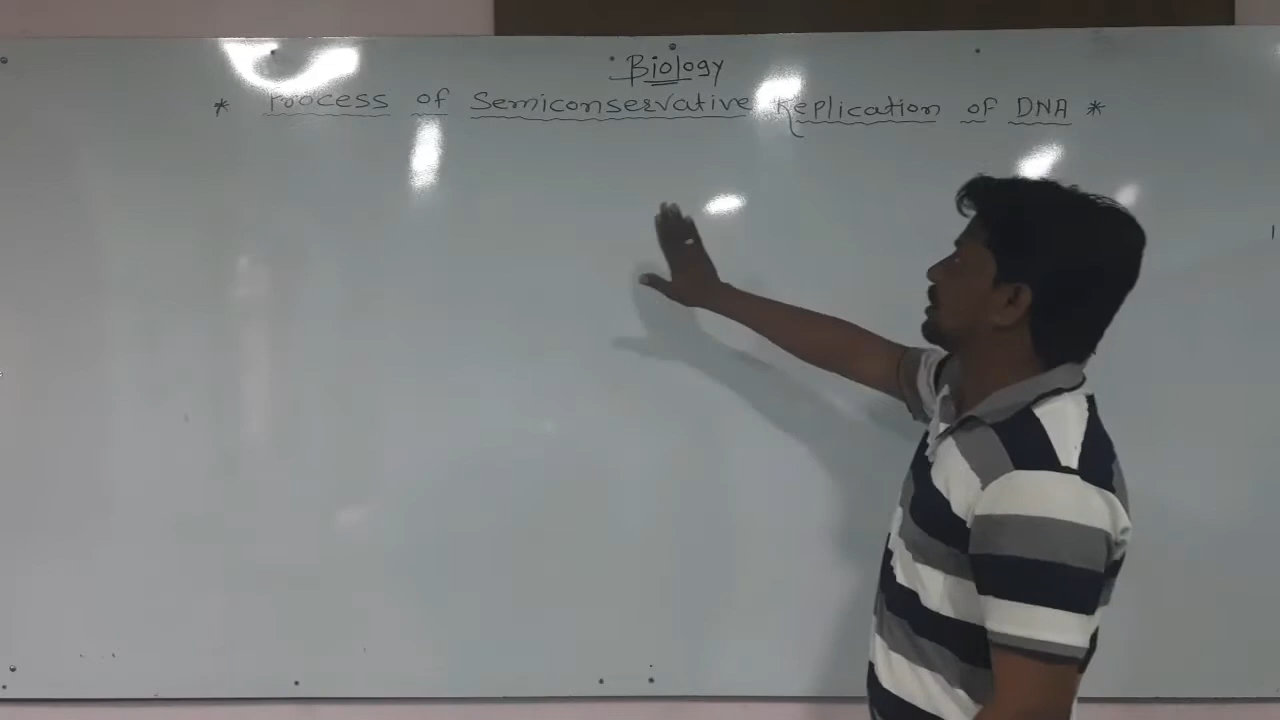 Biology
* Process of Semiconservative Replication of DNA *